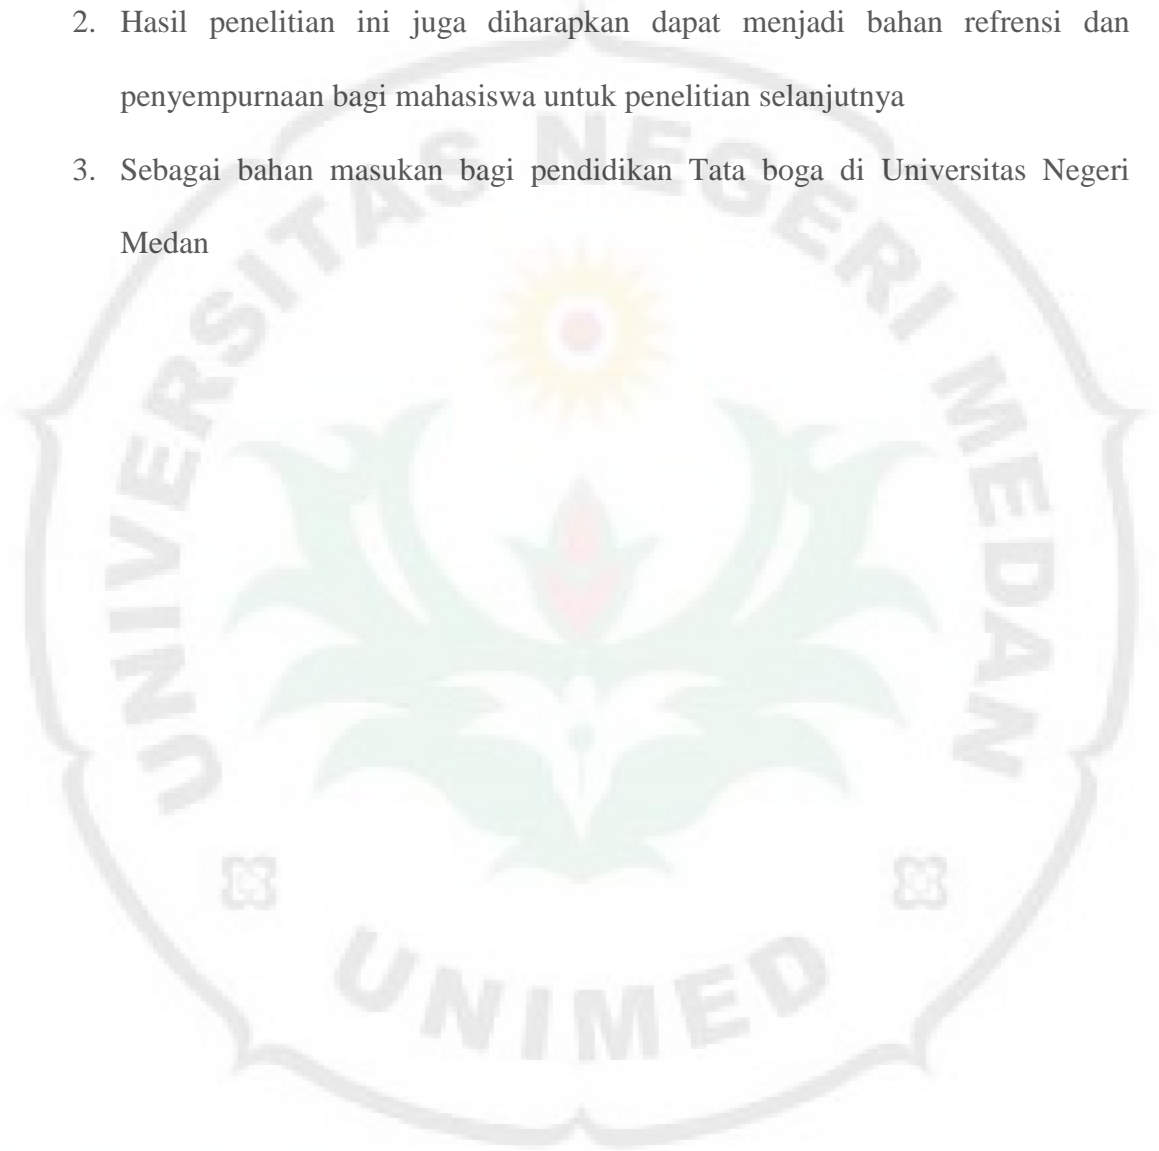 2. Hasil penelitian ini juga diharapkan dapat menjadi bahan refrensi dan
penyempurnaan bagi mahasiswa untuk penelitian selanjutnya
3. Sebagai bahan masukan bagi pendidikan Tata boga di Universitas Negeri
Medan
UNIVERSITAS NEGERI MEDAN
UNIMED